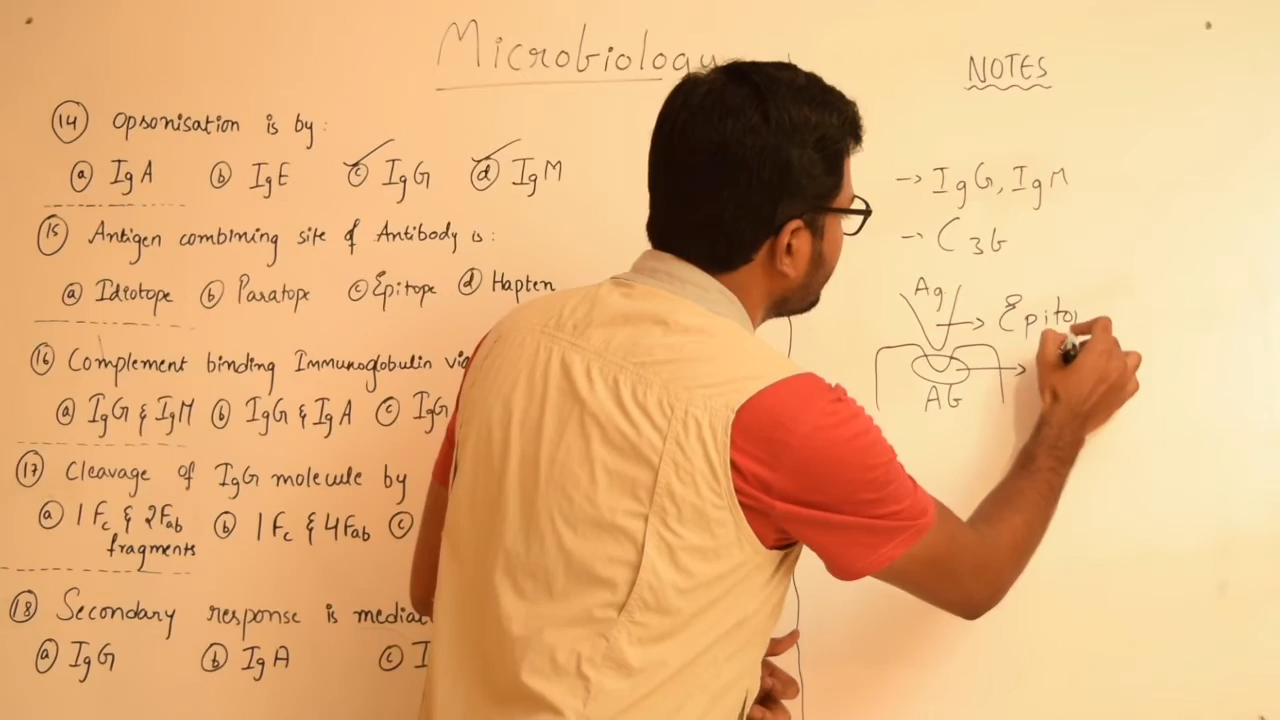 Microbiology
14 Opsonisation is by:
a IgA b IgE c IgG d IgM
15 Antigen combining site of Antibody is:
a Idiotope b Paratope c Epitope d Hapten
16 Complement binding Immunoglobulin via
a IgG & IgM b IgG & IgA c IgG
17 Cleavage of IgG molecule by
a 1 Fc & 2 Fab b 1 Fc & 4 Fab c
fragments
18 Secondary response is
a IgG b IgA c
NOTES
→ IgG, IgM
→ C3b
Ag
→ Epito
AG